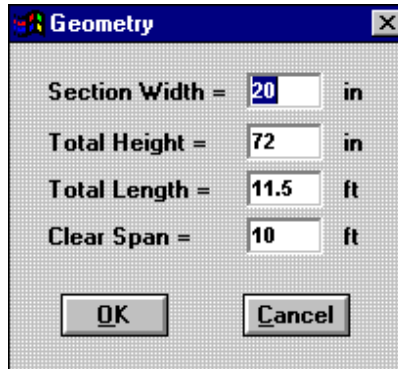 Geometry
Section Width = 20 in
Total Height = 72 in
Total Length = 11.5 ft
Clear Span = 10 ft
OK Cancel